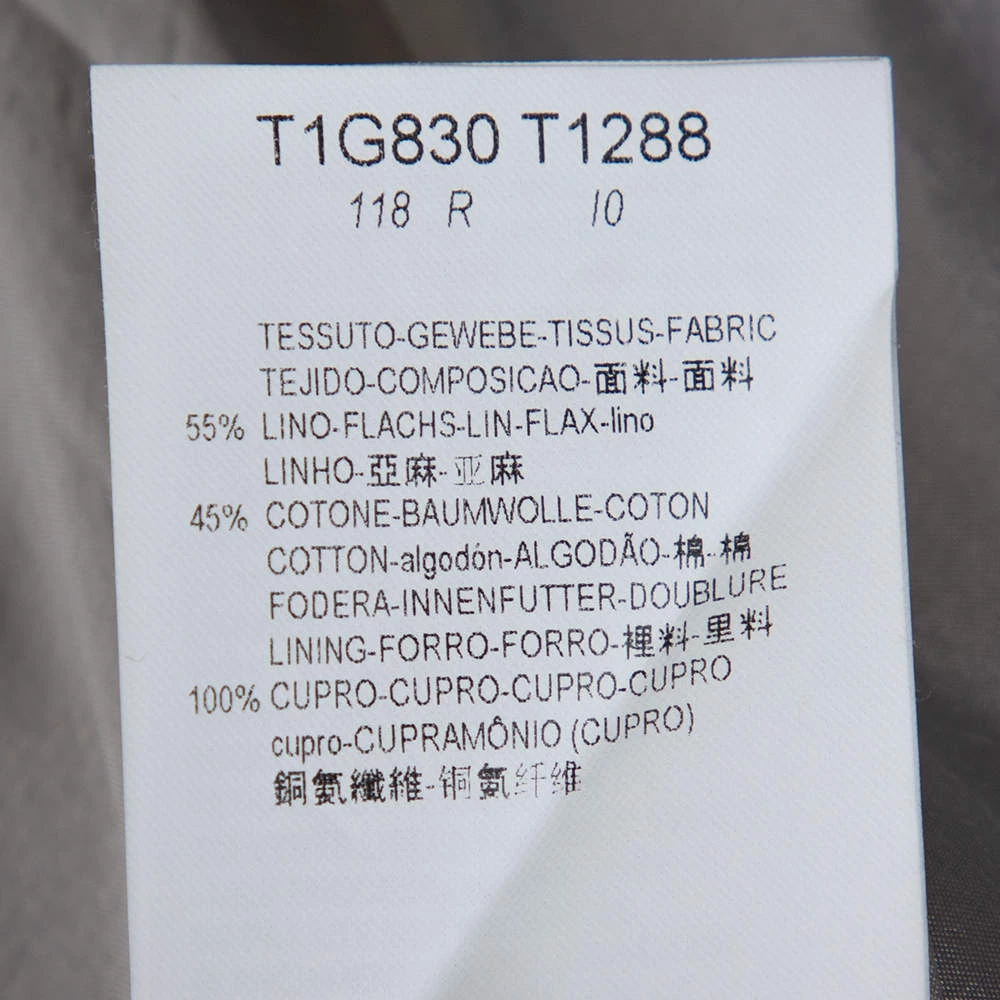 T1G830 T1288
118 R 10
TESSUTO-GEWEBE-TISSUS-FABRIC
TEJIDO-COMPOSICAO-面料-面料
55% LINO-FLACHS-LIN-FLAX-lino
LINHO-亞麻-亚麻
45% COTONE-BAUMWOLLE-COTON
COTTON-algodón-ALGODÃO-棉-棉
FODERA-INNENFUTTER-DOUBLURE
LINING-FORRO-FORRO-裡料-里料
100% CUPRO-CUPRO-CUPRO-CUPRO
cupro-CUPRAMÔNIO (CUPRO)
銅氨纖維-铜氨纤维